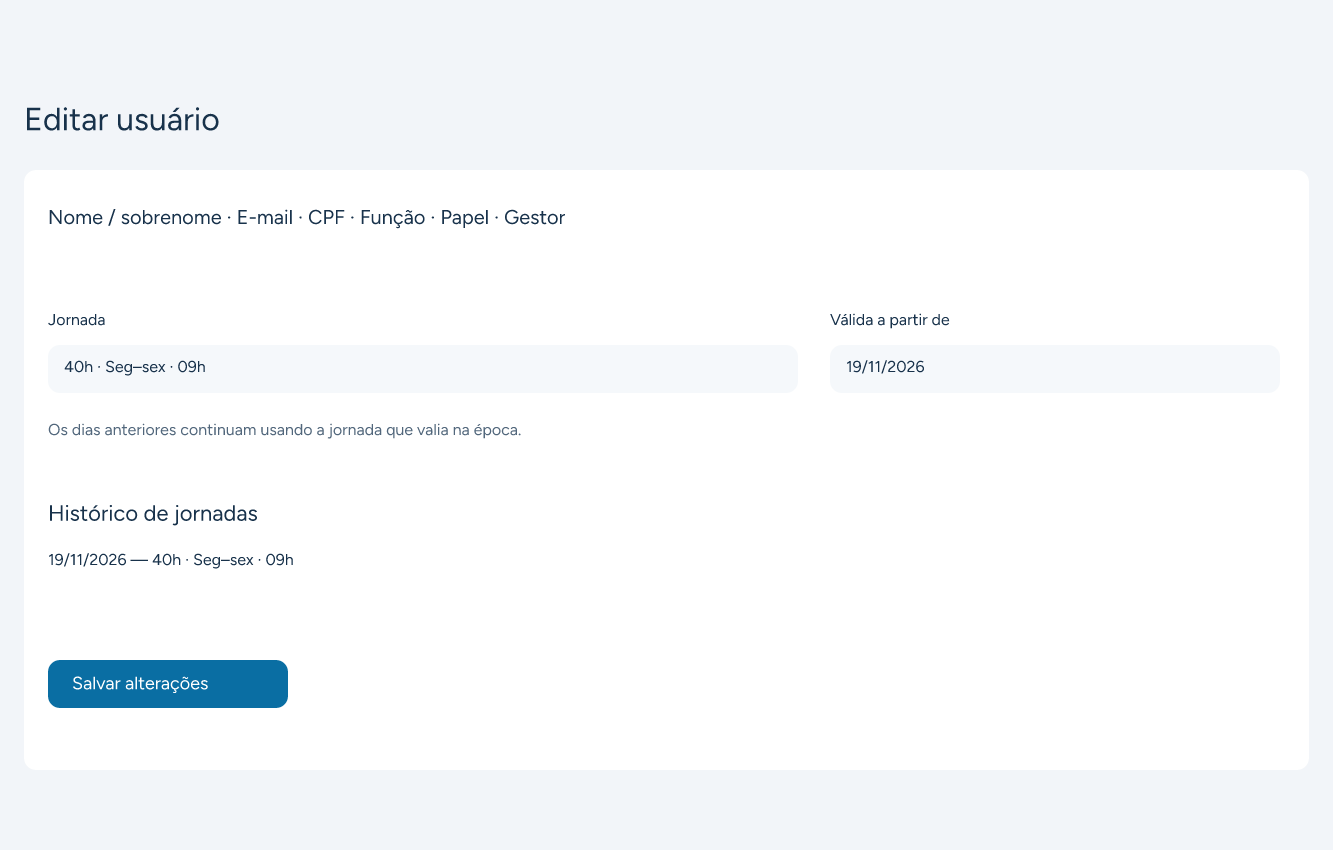 Editar usuário
Nome / sobrenome · E-mail · CPF · Função · Papel · Gestor
Jornada
Válida a partir de
40h · Seg–sex · 09h
19/11/2026
Os dias anteriores continuam usando a jornada que valia na época.
Histórico de jornadas
19/11/2026 — 40h · Seg–sex · 09h
Salvar alterações